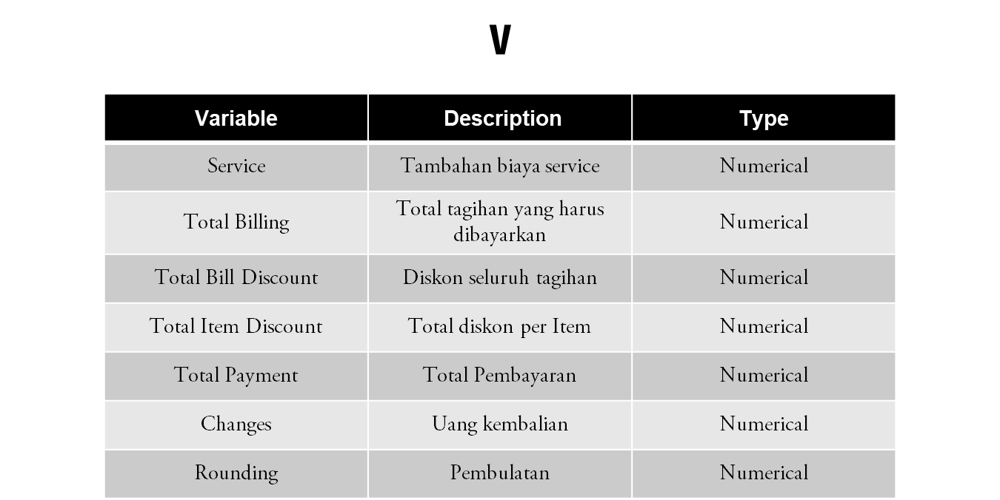 V
Variable Description Type
Service Tambahan biaya service Numerical
Total Billing Total tagihan yang harus dibayarkan Numerical
Total Bill Discount Diskon seluruh tagihan Numerical
Total Item Discount Total diskon per Item Numerical
Total Payment Total Pembayaran Numerical
Changes Uang kembalian Numerical
Rounding Pembulatan Numerical